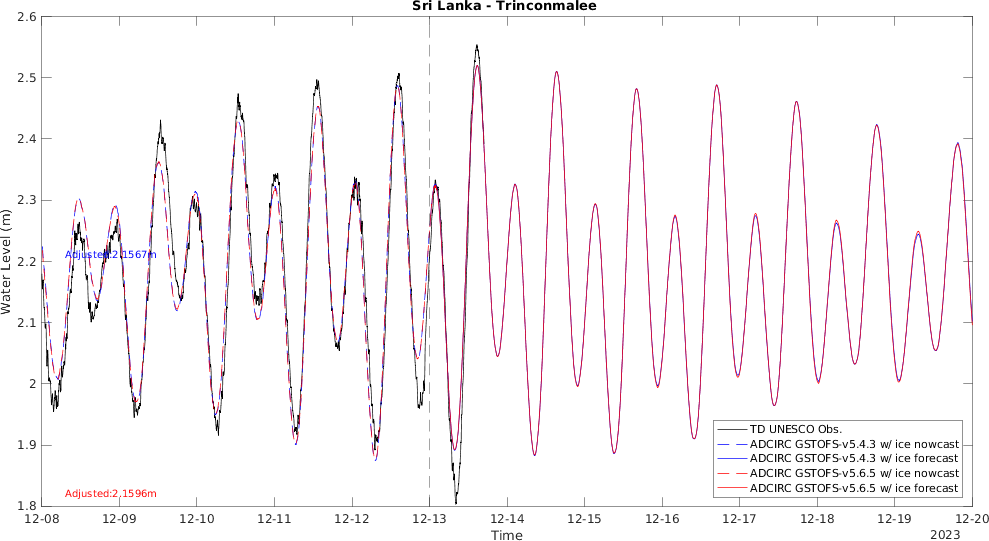 Sri Lanka - Trinconmalee
2.6
2.5
2.4
2.3
2.2
2.1
2
1.9
1.8
Water Level (m)
Adjusted:2.1567m
Adjusted:2.1596m
TD UNESCO Obs.
ADCIRC GSTOFS-v5.4.3 w/ ice nowcast
ADCIRC GSTOFS-v5.4.3 w/ ice forecast
ADCIRC GSTOFS-v5.6.5 w/ ice nowcast
ADCIRC GSTOFS-v5.6.5 w/ ice forecast
12-08 12-09 12-10 12-11 12-12 12-13 12-14 12-15 12-16 12-17 12-18 12-19 12-20
Time
2023